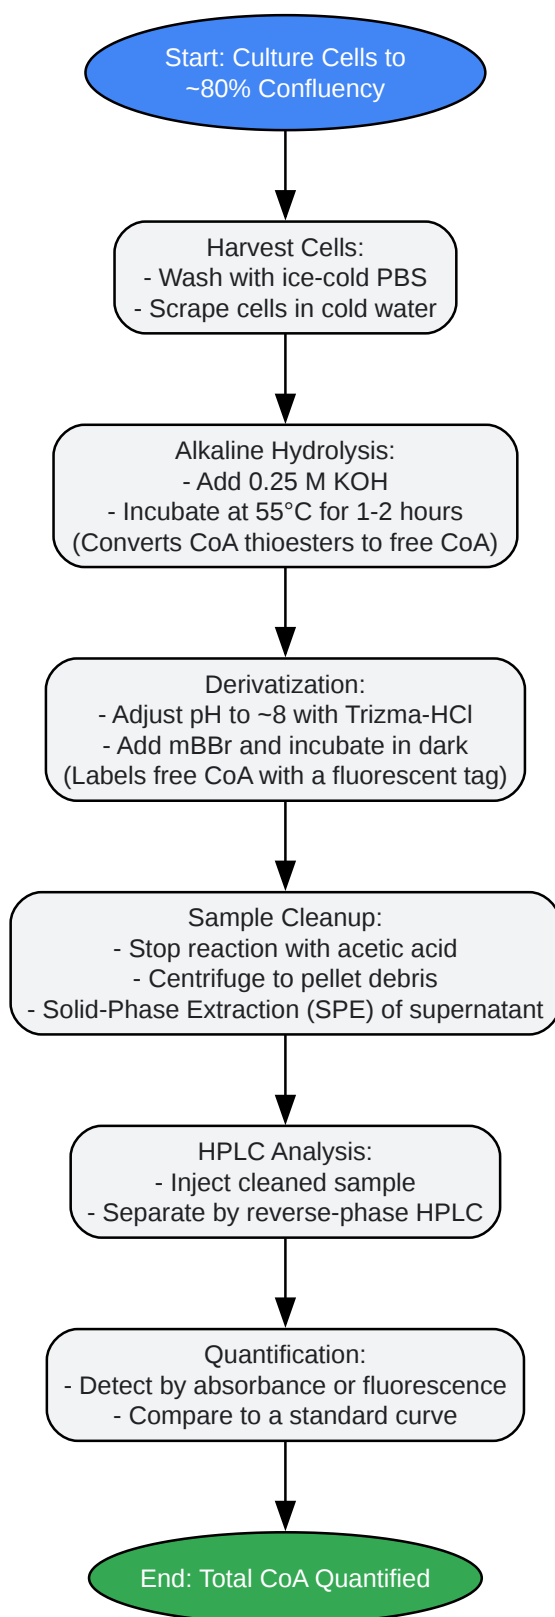 Start: Culture Cells to
~80% Confluency
Harvest Cells:
- Wash with ice-cold PBS
- Scrape cells in cold water
Alkaline Hydrolysis:
- Add 0.25 M KOH
- Incubate at 55°C for 1-2 hours
(Converts CoA thioesters to free CoA)
Derivatization:
- Adjust pH to ~8 with Trizma-HCl
- Add mBBr and incubate in dark
(Labels free CoA with a fluorescent tag)
Sample Cleanup:
- Stop reaction with acetic acid
- Centrifuge to pellet debris
- Solid-Phase Extraction (SPE) of supernatant
HPLC Analysis:
- Inject cleaned sample
- Separate by reverse-phase HPLC
Quantification:
- Detect by absorbance or fluorescence
- Compare to a standard curve
End: Total CoA Quantified